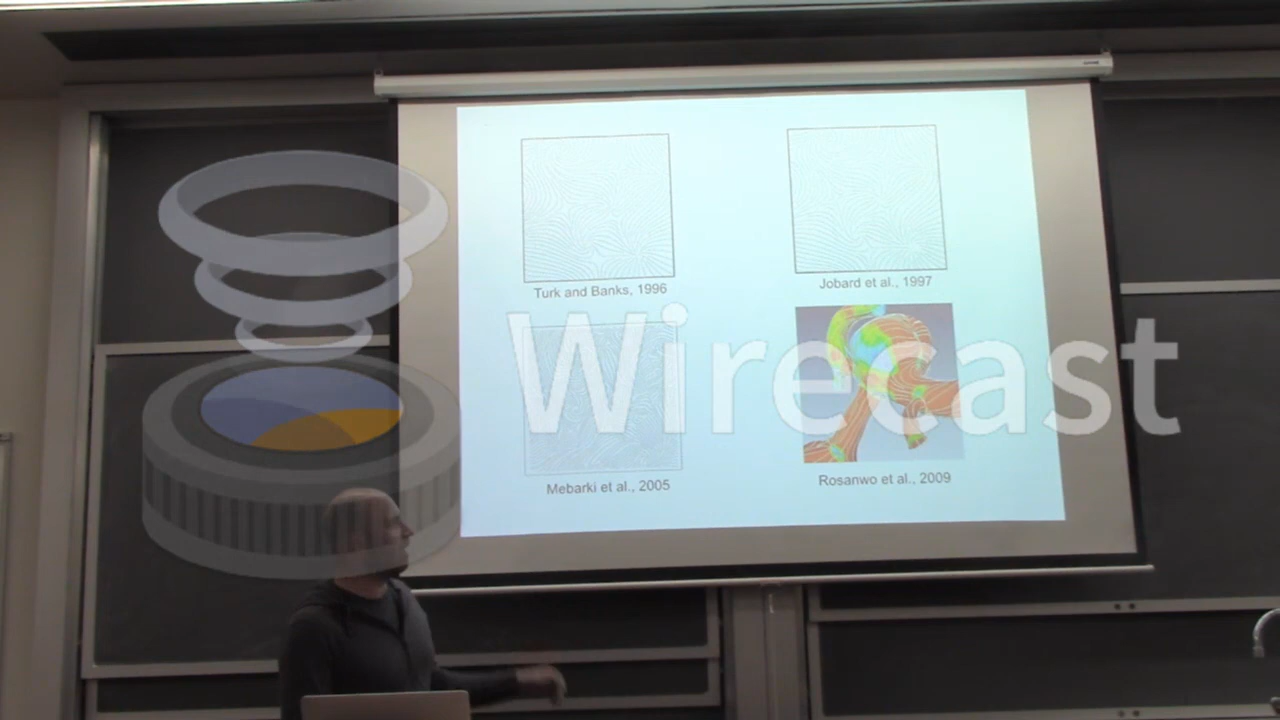 Turk and Banks, 1996
Jobard et al., 1997
Wirecast
Mebarki et al., 2005
Rosanwo et al., 2009